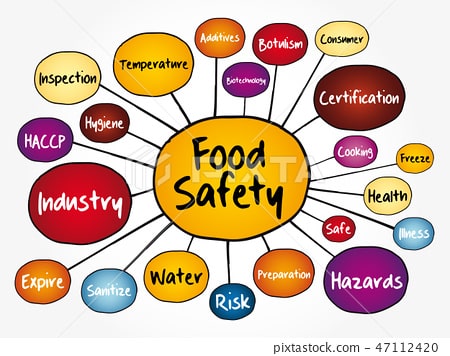 Additives
Botulism
Consumer
Temperature
Inspection
Biotechnology
Certification
Hygiene
HACCP
Food
Safety
Cooking
Freeze
Industry
Health
Safe
Illness
Expire
Sanitize
Water
Risk
Preparation
Hazards
PIXTA
pixta.jp - 47112420